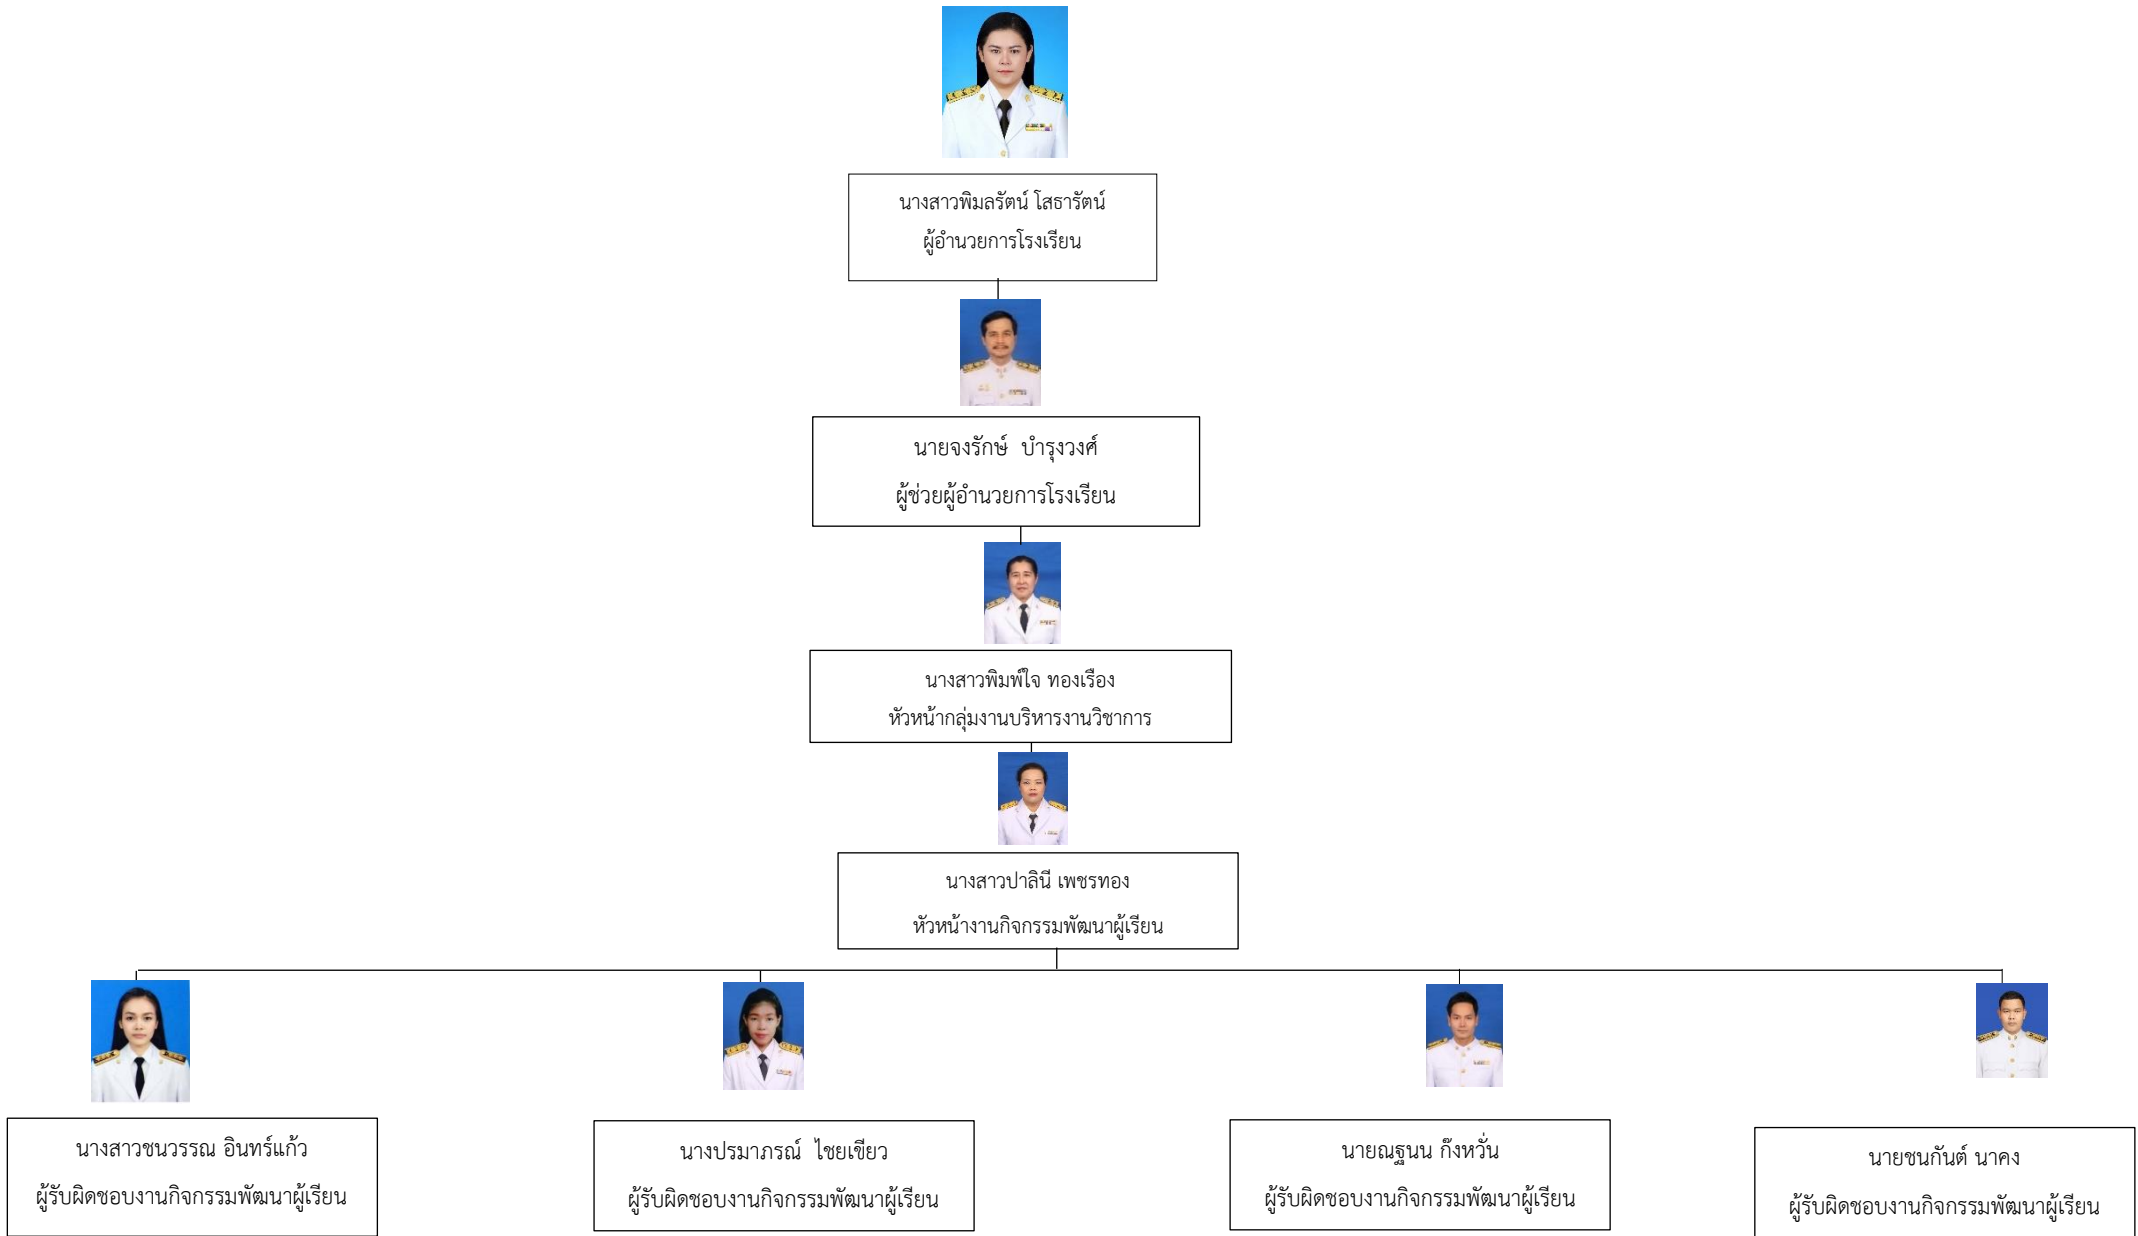 นางสาวพิมลรัตน์ โสธารัตน์
ผู้อำนวยการโรงเรียน
นายจงรักษ์  บำรุงวงศ์
ผู้ช่วยผู้อำนวยการโรงเรียน
นางสาวพิมพ์ใจ ทองเรือง
หัวหน้ากลุ่มงานบริหารงานวิชาการ
นางสาวปาลินี เพชรทอง
หัวหน้างานกิจกรรมพัฒนาผู้เรียน
นางสาวชนวรรณ อินทร์แก้ว
ผู้รับผิดชอบงานกิจกรรมพัฒนาผู้เรียน
นางปรมาภรณ์  ไชยเขียว
ผู้รับผิดชอบงานกิจกรรมพัฒนาผู้เรียน
นายณฐนน ก๊งหวั่น
ผู้รับผิดชอบงานกิจกรรมพัฒนาผู้เรียน
นายชนกันต์ นาคง
ผู้รับผิดชอบงานกิจกรรมพัฒนาผู้เรียน